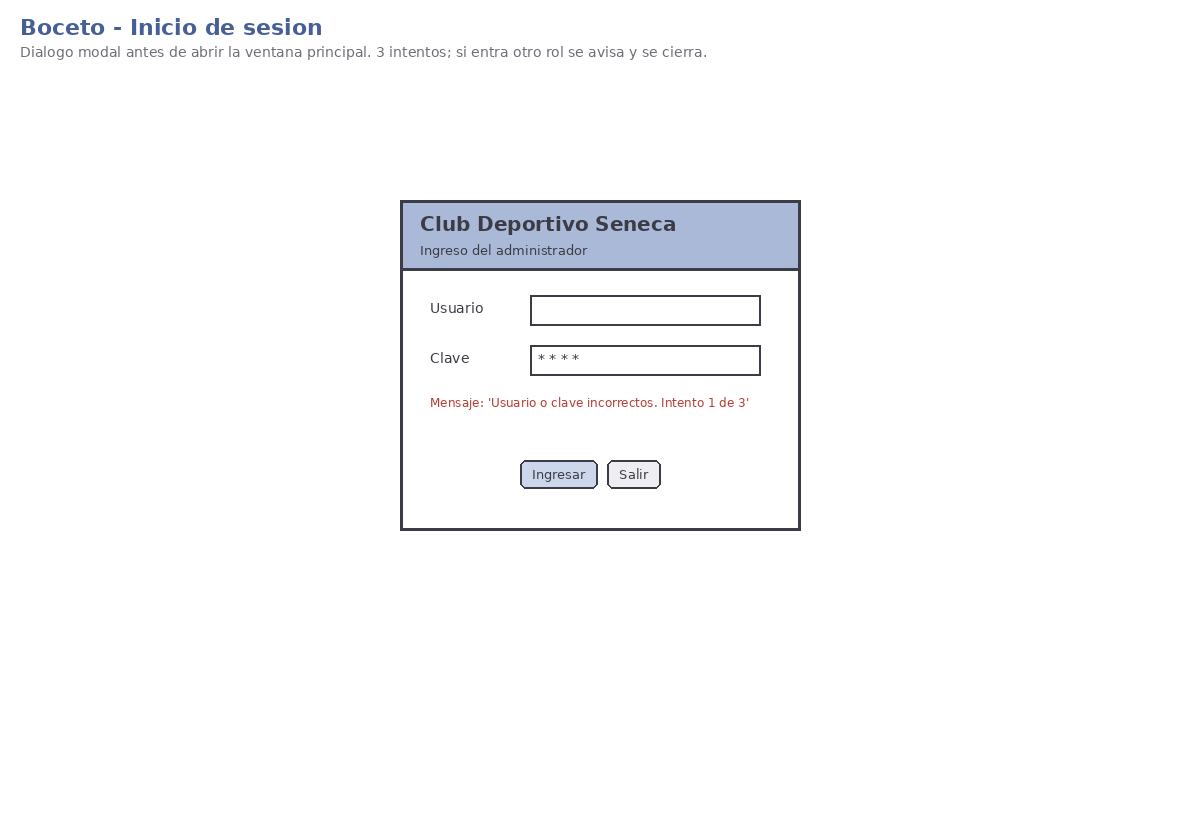 Boceto - Inicio de sesion
Dialogo modal antes de abrir la ventana principal. 3 intentos; si entra otro rol se avisa y se cierra.
Club Deportivo Seneca
Ingreso del administrador
Usuario
Clave
* * * *
Mensaje: 'Usuario o clave incorrectos. Intento 1 de 3'
Ingresar
Salir